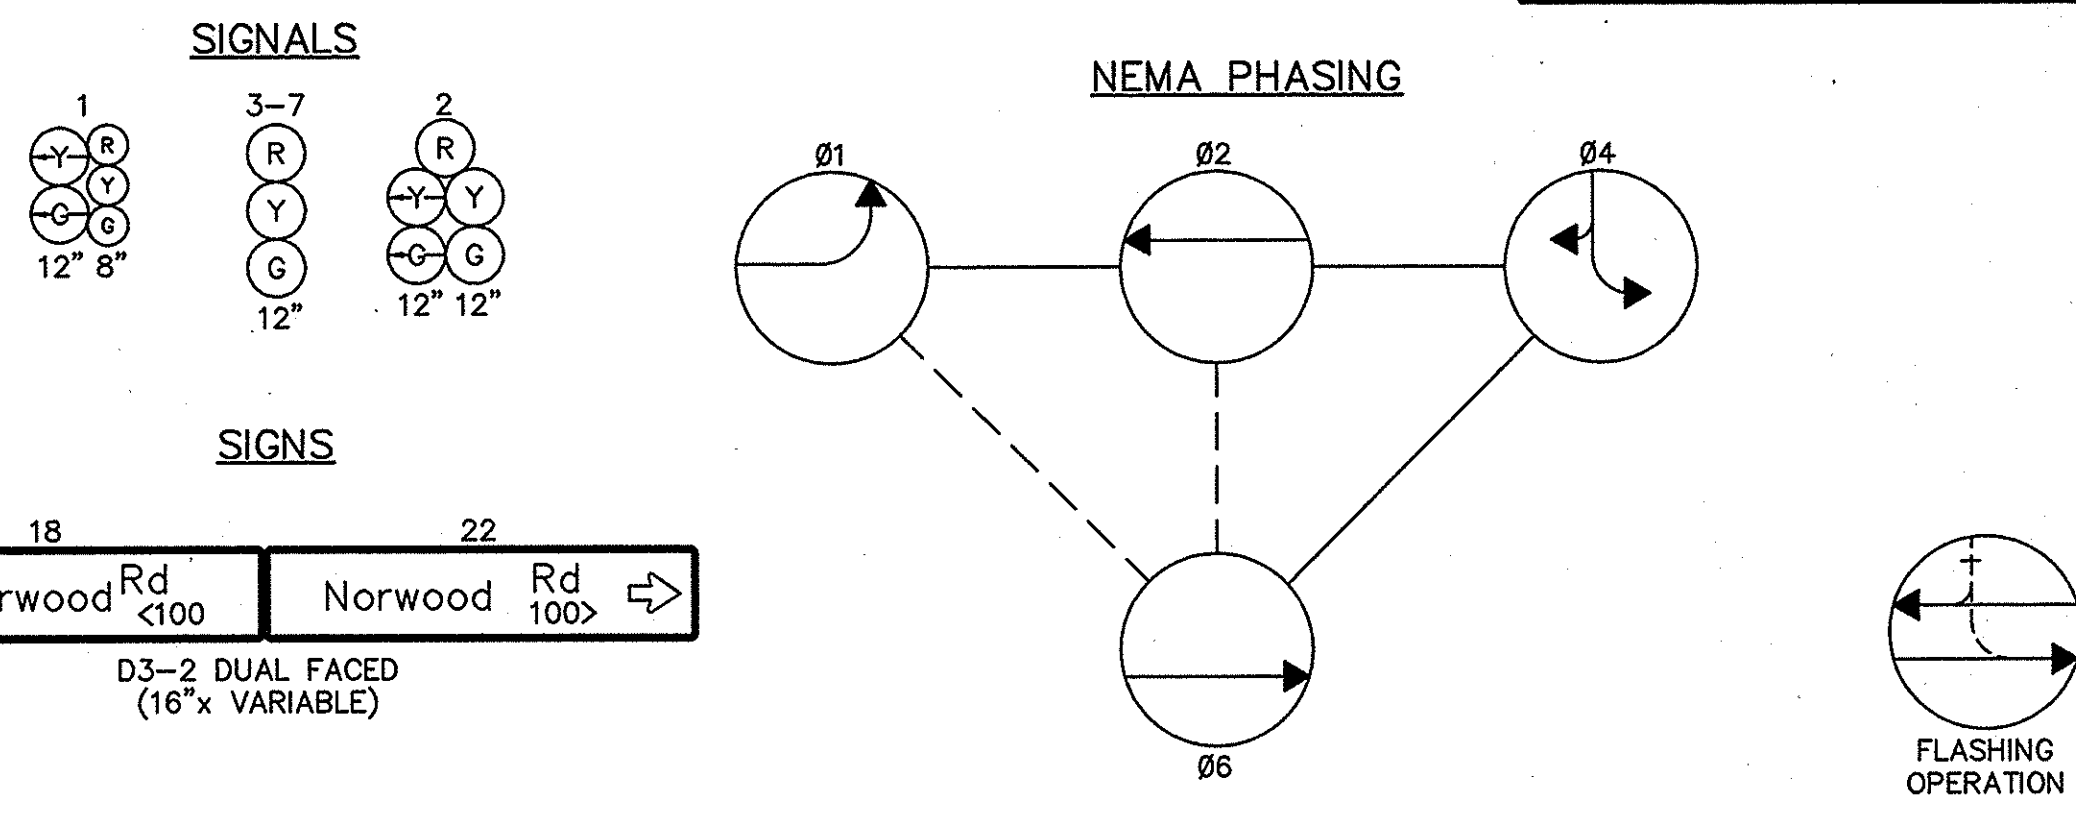 SIGNALS
1
Y R
Y
G G
12" 8"
3-7
R
Y
G
12"
2
R
Y Y
G G
12" 12"
NEMA PHASING
Ø1
Ø2
Ø4
Ø6
SIGNS
18
rwood Rd
<100
22
Norwood Rd
100>
D3-2 DUAL FACED
(16"x VARIABLE)
FLASHING
OPERATION